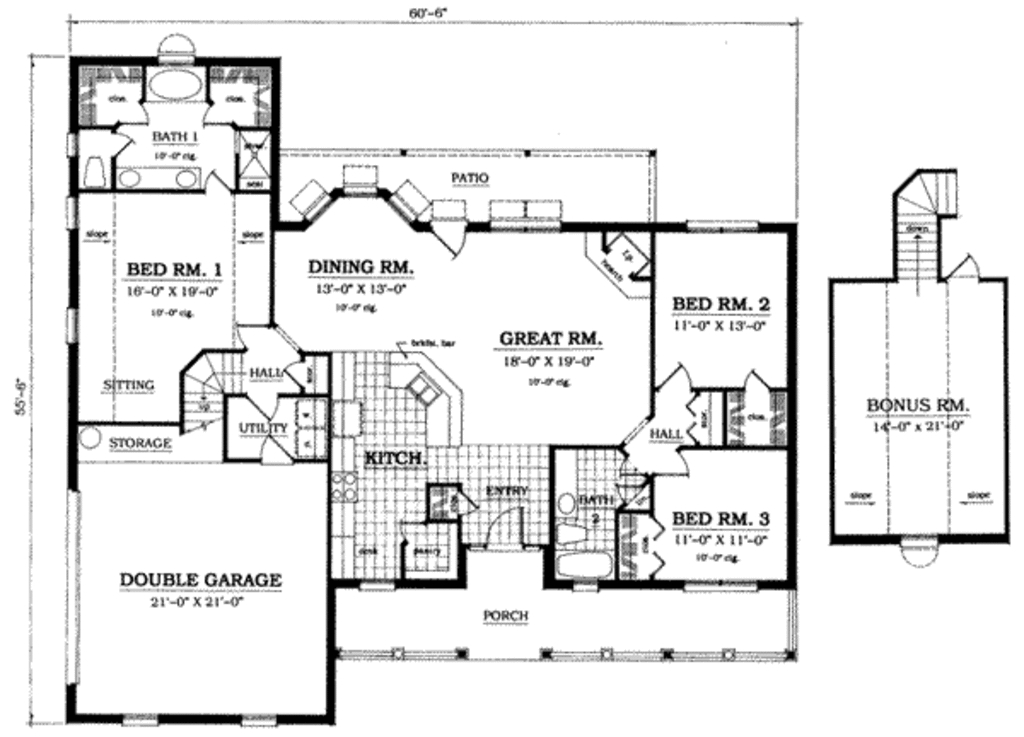 60'-6"
55'-6"
clos.
clos.
BATH 1
10'-0" clg.
seat
PATIO
slope
slope
BED RM. 1
16'-0" X 19'-0"
10'-0" clg.
DINING RM.
13'-0" X 13'-0"
10'-0" clg.
f.p.
hearth
BED RM. 2
11'-0" X 13'-0"
GREAT RM.
18'-0" X 19'-0"
10'-0" clg.
brkfst. bar
HALL
SITTING
up
UTILITY
STORAGE
KITCH.
ENTRY
clos.
HALL
clos.
BATH
2
clos.
BED RM. 3
11'-0" X 11'-0"
10'-0" clg.
desk
pantry
DOUBLE GARAGE
21'-0" X 21'-0"
PORCH
down
BONUS RM.
14'-0" x 21'-0"
slope
slope